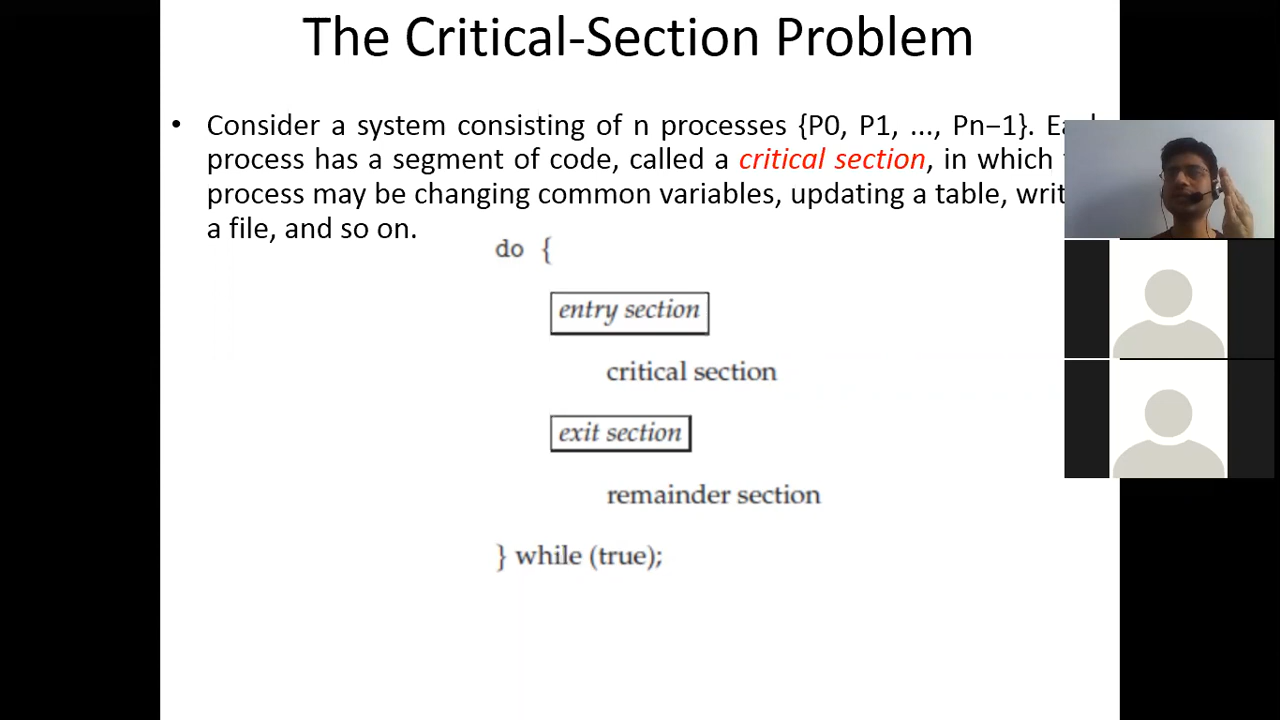 The Critical-Section Problem
• Consider a system consisting of n processes {P0, P1, ..., Pn−1}.
process has a segment of code, called a critical section, in which
process may be changing common variables, updating a table,
a file, and so on.
do {
entry section
critical section
exit section
remainder section
} while (true);